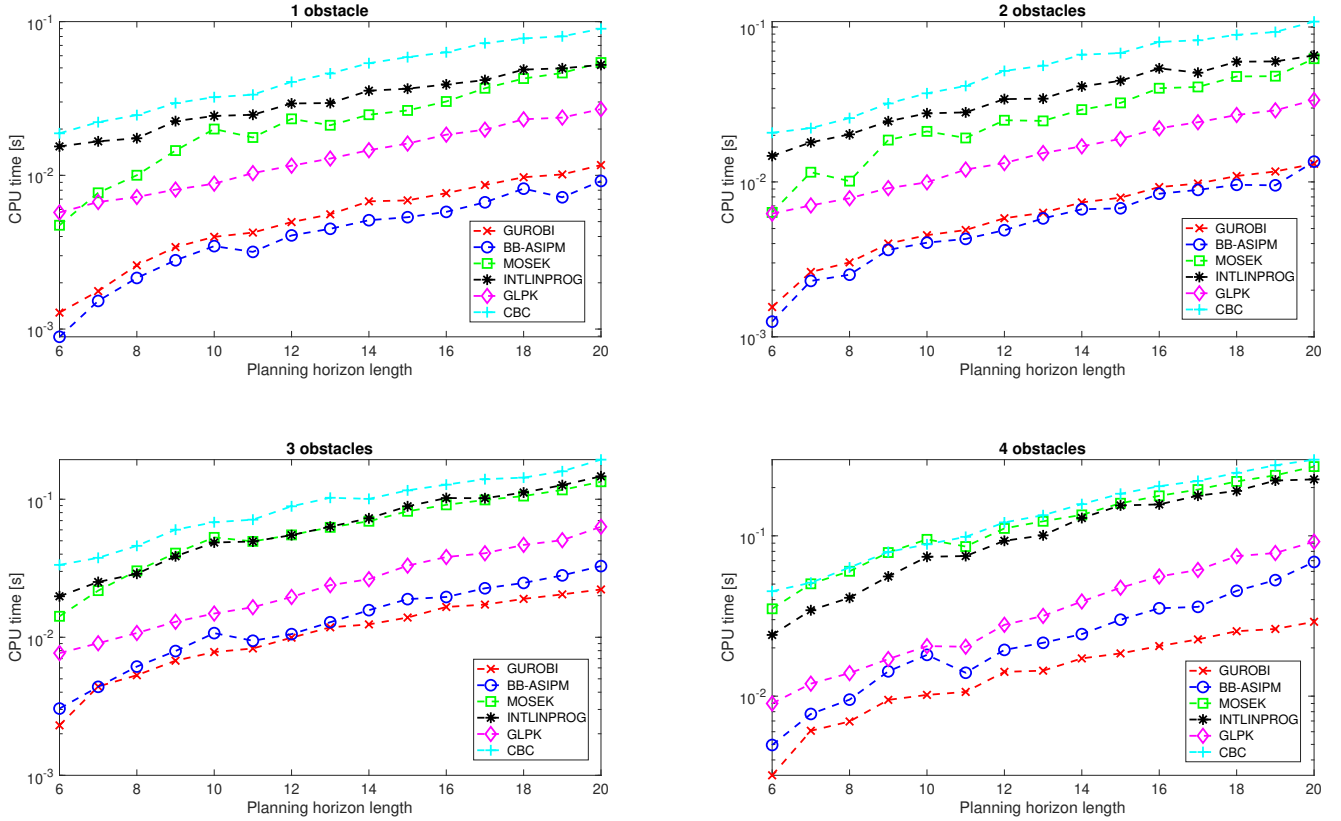 1 obstacle
10^-1
10^-2
10^-3
CPU time [s]
6 8 10 12 14 16 18 20
Planning horizon length
GUROBI
BB-ASIPM
MOSEK
INTLINPROG
GLPK
CBC
2 obstacles
10^-1
10^-2
10^-3
CPU time [s]
6 8 10 12 14 16 18 20
Planning horizon length
GUROBI
BB-ASIPM
MOSEK
INTLINPROG
GLPK
CBC
3 obstacles
10^-1
10^-2
10^-3
CPU time [s]
6 8 10 12 14 16 18 20
Planning horizon length
GUROBI
BB-ASIPM
MOSEK
INTLINPROG
GLPK
CBC
4 obstacles
10^-1
10^-2
CPU time [s]
6 8 10 12 14 16 18 20
Planning horizon length
GUROBI
BB-ASIPM
MOSEK
INTLINPROG
GLPK
CBC